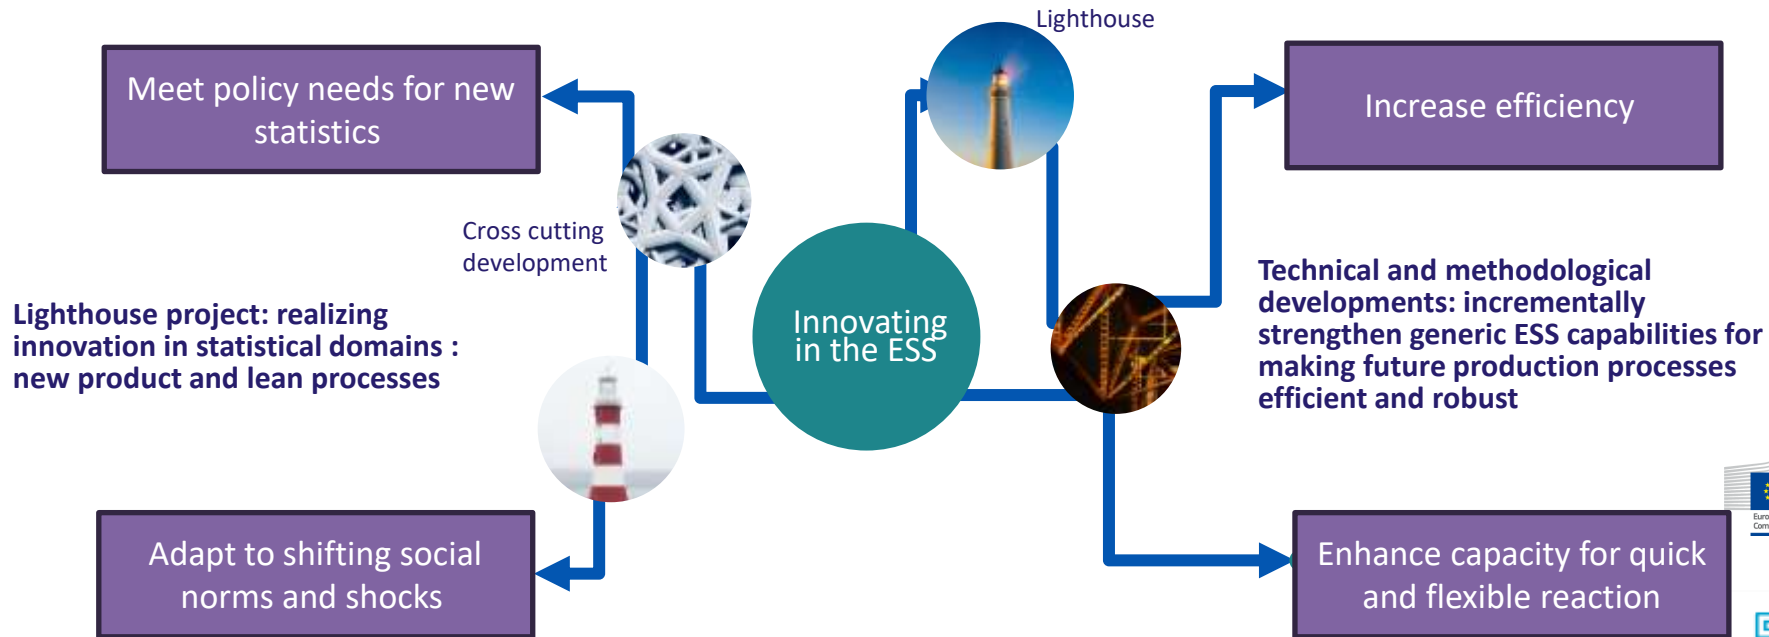 Lighthouse
Meet policy needs for new
statistics
Increase efficiency
Cross cutting
development
Lighthouse project: realizing
innovation in statistical domains :
new product and lean processes
Innovating
in the ESS
Technical and methodological
developments: incrementally
strengthen generic ESS capabilities for
making future production processes
efficient and robust
Adapt to shifting social
norms and shocks
Enhance capacity for quick
and flexible reaction